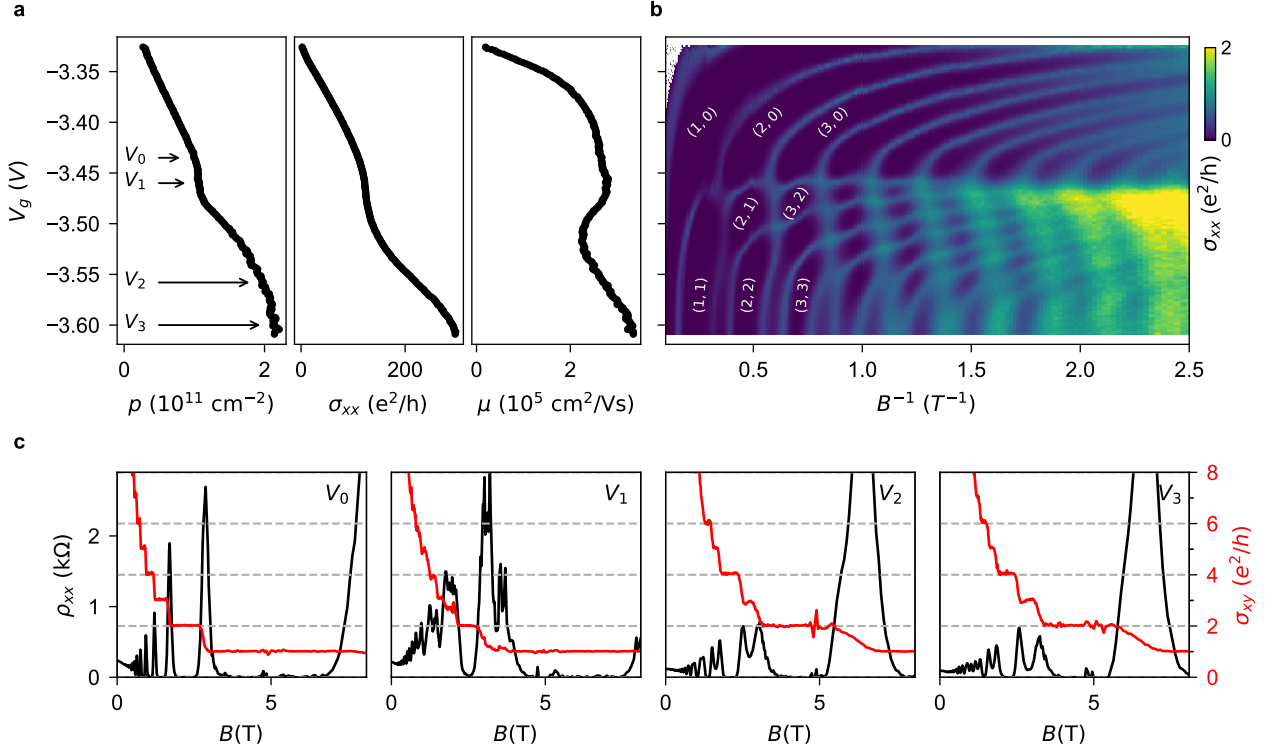 a
b
−3.35
−3.40
−3.45
−3.50
−3.55
−3.60
V_g (V)
V_0
V_1
V_2
V_3
0
2
p (10^11 cm^−2)
0
200
σ_xx (e^2/h)
0
2
μ (10^5 cm^2/Vs)
(1, 0)
(2, 0)
(3, 0)
(2, 1)
(3, 2)
(1, 1)
(2, 2)
(3, 3)
0.5
1.0
1.5
2.0
2.5
B^−1 (T^−1)
2
0
σ_xx (e^2/h)
c
V_0
V_1
V_2
V_3
2
1
0
ρ_xx (kΩ)
8
6
4
2
0
σ_xy (e^2/h)
0
5
0
5
0
5
0
5
B(T)
B(T)
B(T)
B(T)